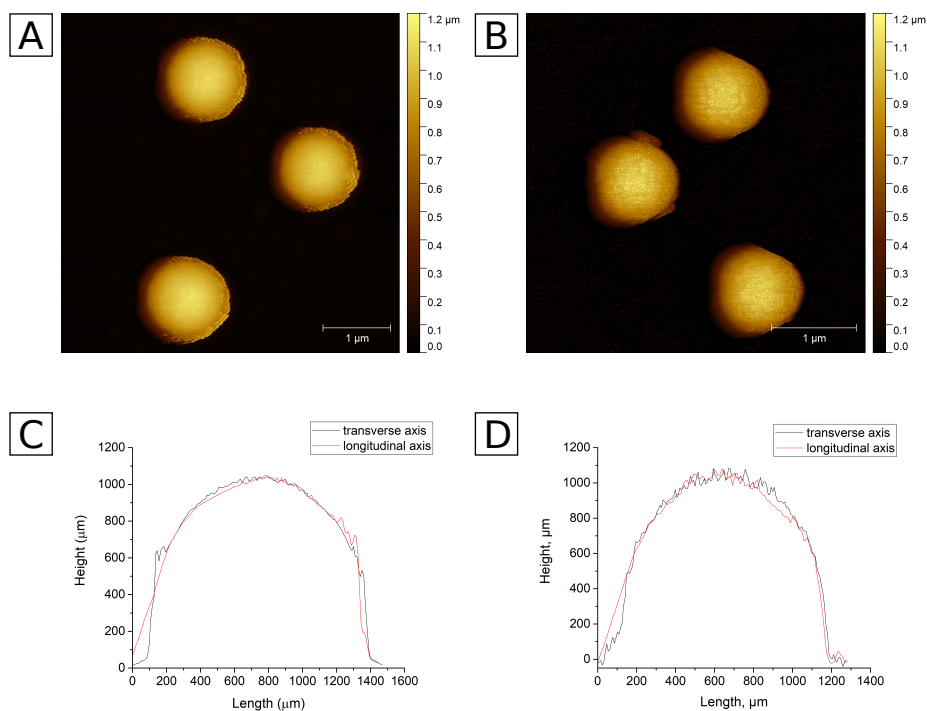 A
1.2 µm
1.1
1.0
0.9
0.8
0.7
0.6
0.5
0.4
0.3
0.2
0.1
0.0
1 µm
B
1.2 µm
1.1
1.0
0.9
0.8
0.7
0.6
0.5
0.4
0.3
0.2
0.1
0.0
1 µm
C
transverse axis
longitudinal axis
1200
1000
800
600
400
200
0
Height (µm)
0 200 400 600 800 1000 1200 1400 1600
Length (µm)
D
transverse axis
longitudinal axis
1200
1000
800
600
400
200
0
Height, µm
0 200 400 600 800 1000 1200 1400
Length, µm